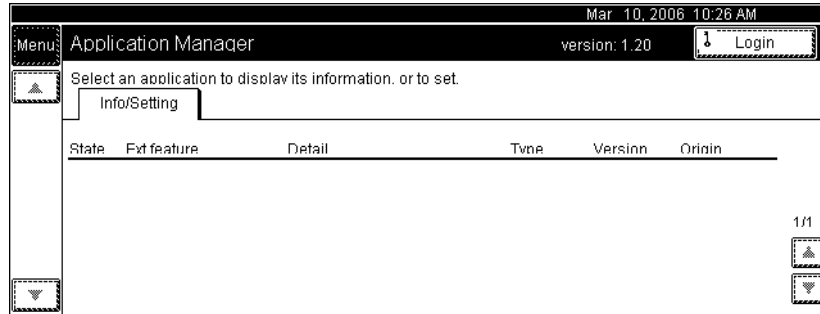 Mar 10, 2006 10:26 AM
Menu Application Manager version: 1.20 Login
Select an application to display its information, or to set.
Info/Setting
State Ext feature Detail Type Version Origin
1/1